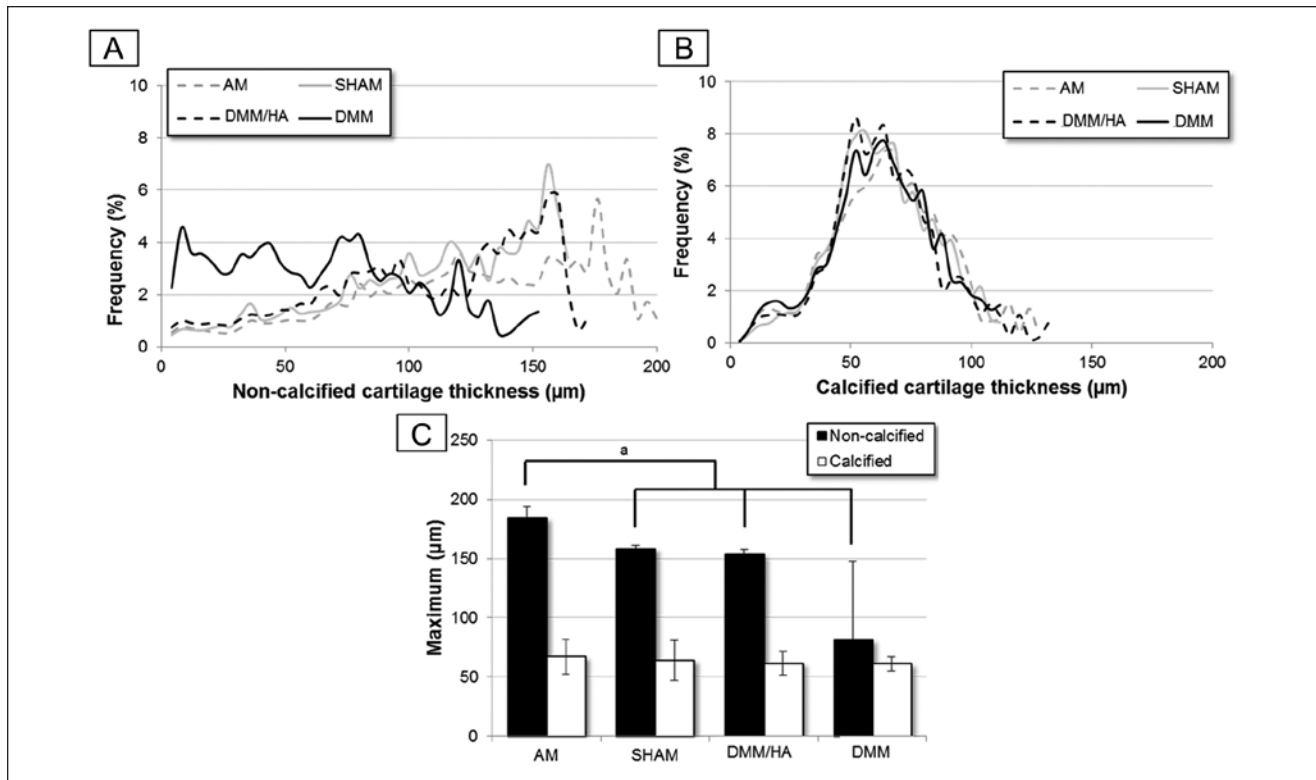 A
AM
SHAM
DMM/HA
DMM
Frequency (%)
10
8
6
4
2
0
0
50
100
150
200
Non-calcified cartilage thickness (µm)
B
AM
SHAM
DMM/HA
DMM
Frequency (%)
10
8
6
4
2
0
0
50
100
150
200
Calcified cartilage thickness (µm)
C
Non-calcified
Calcified
a
Maximum (µm)
250
200
150
100
50
0
AM
SHAM
DMM/HA
DMM